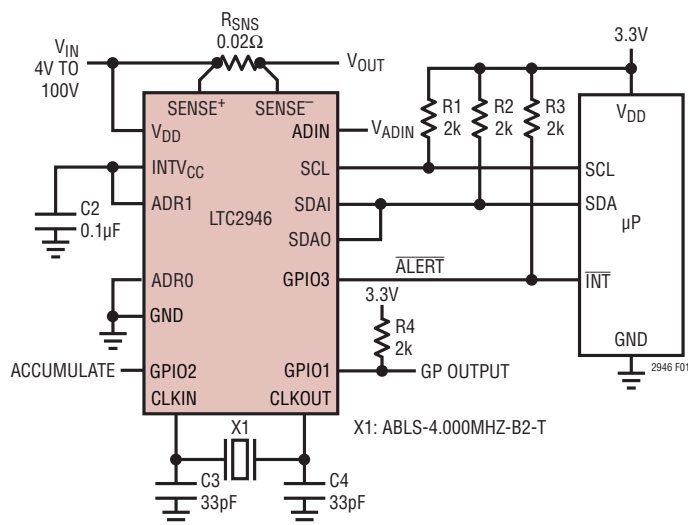 RSNS
0.02Ω
VIN
4V TO
100V
VOUT
3.3V
SENSE+
SENSE–
VDD
ADIN
VADIN
R1
2k
R2
2k
R3
2k
VDD
INTVCC
SCL
SCL
ADR1
LTC2946
SDAI
SDA
µP
C2
0.1µF
SDAO
ADR0
GPIO3
ALERT
INT
GND
3.3V
R4
2k
GND
2946 F01
ACCUMULATE
GPIO2
GPIO1
GP OUTPUT
CLKIN
CLKOUT
X1
X1: ABLS-4.000MHZ-B2-T
C3
33pF
C4
33pF